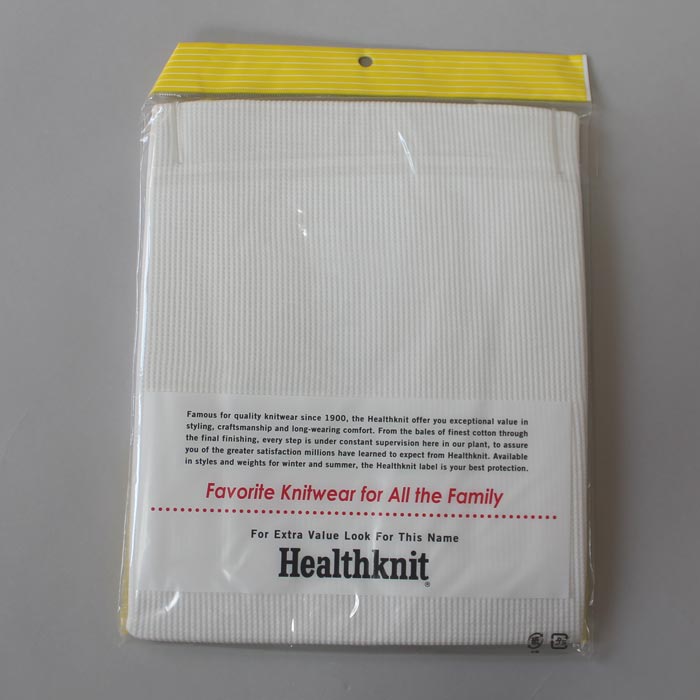 Famous for quality knitwear since 1900, the Healthknit offer you exceptional value in
styling, craftsmanship and long-wearing comfort. From the bales of finest cotton through
the final finishing, every step is under constant supervision here in our plant, to assure
you of the greater satisfaction millions have learned to expect from Healthknit. Available
in styles and weights for winter and summer, the Healthknit label is your best protection.
Favorite Knitwear for All the Family
For Extra Value Look For This Name
Healthknit®